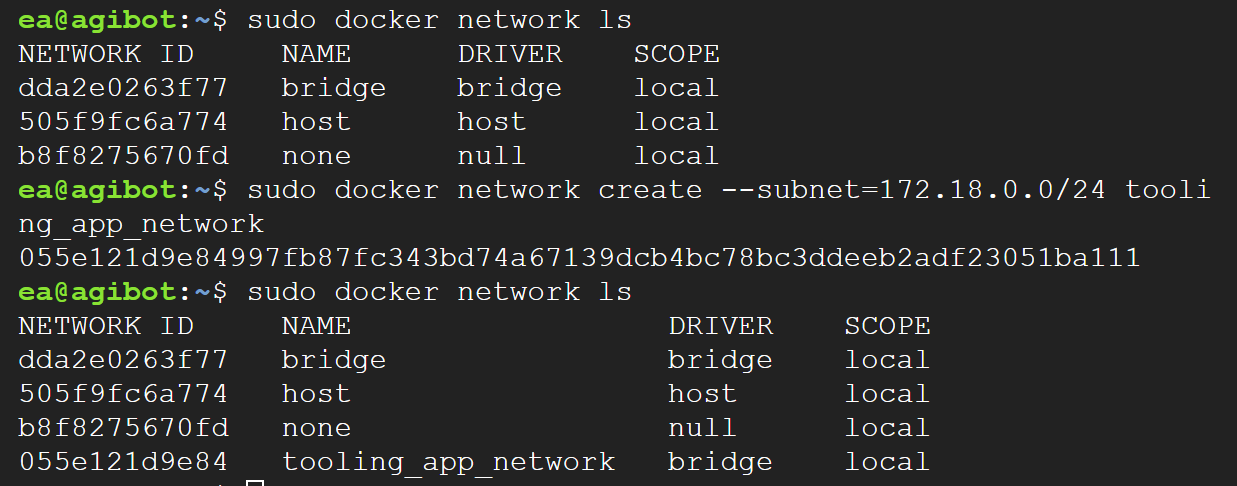 ea@agibot:~$ sudo docker network ls
NETWORK ID     NAME      DRIVER    SCOPE
dda2e0263f77   bridge    bridge    local
505f9fc6a774   host      host      local
b8f8275670fd   none      null      local
ea@agibot:~$ sudo docker network create --subnet=172.18.0.0/24 tooli
ng_app_network
055e121d9e84997fb87fc343bd74a67139dcb4bc78bc3ddeeb2adf23051ba111
ea@agibot:~$ sudo docker network ls
NETWORK ID     NAME                  DRIVER    SCOPE
dda2e0263f77   bridge                bridge    local
505f9fc6a774   host                  host      local
b8f8275670fd   none                  null      local
055e121d9e84   tooling_app_network   bridge    local